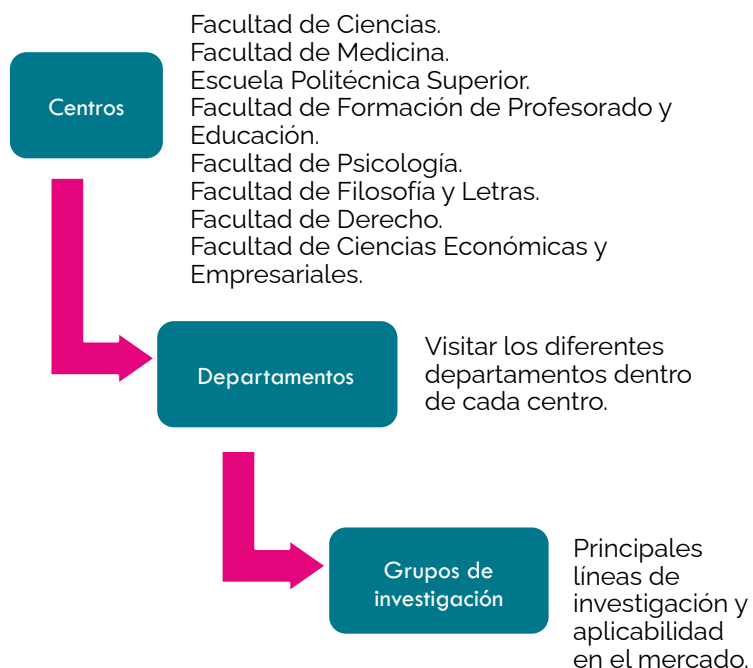 Centros
Facultad de Ciencias.
Facultad de Medicina.
Escuela Politécnica Superior.
Facultad de Formación de Profesorado y
Educación.
Facultad de Psicología.
Facultad de Filosofía y Letras.
Facultad de Derecho.
Facultad de Ciencias Económicas y
Empresariales.
Departamentos
Visitar los diferentes
departamentos dentro
de cada centro.
Grupos de
investigación
Principales
líneas de
investigación y
aplicabilidad
en el mercado.